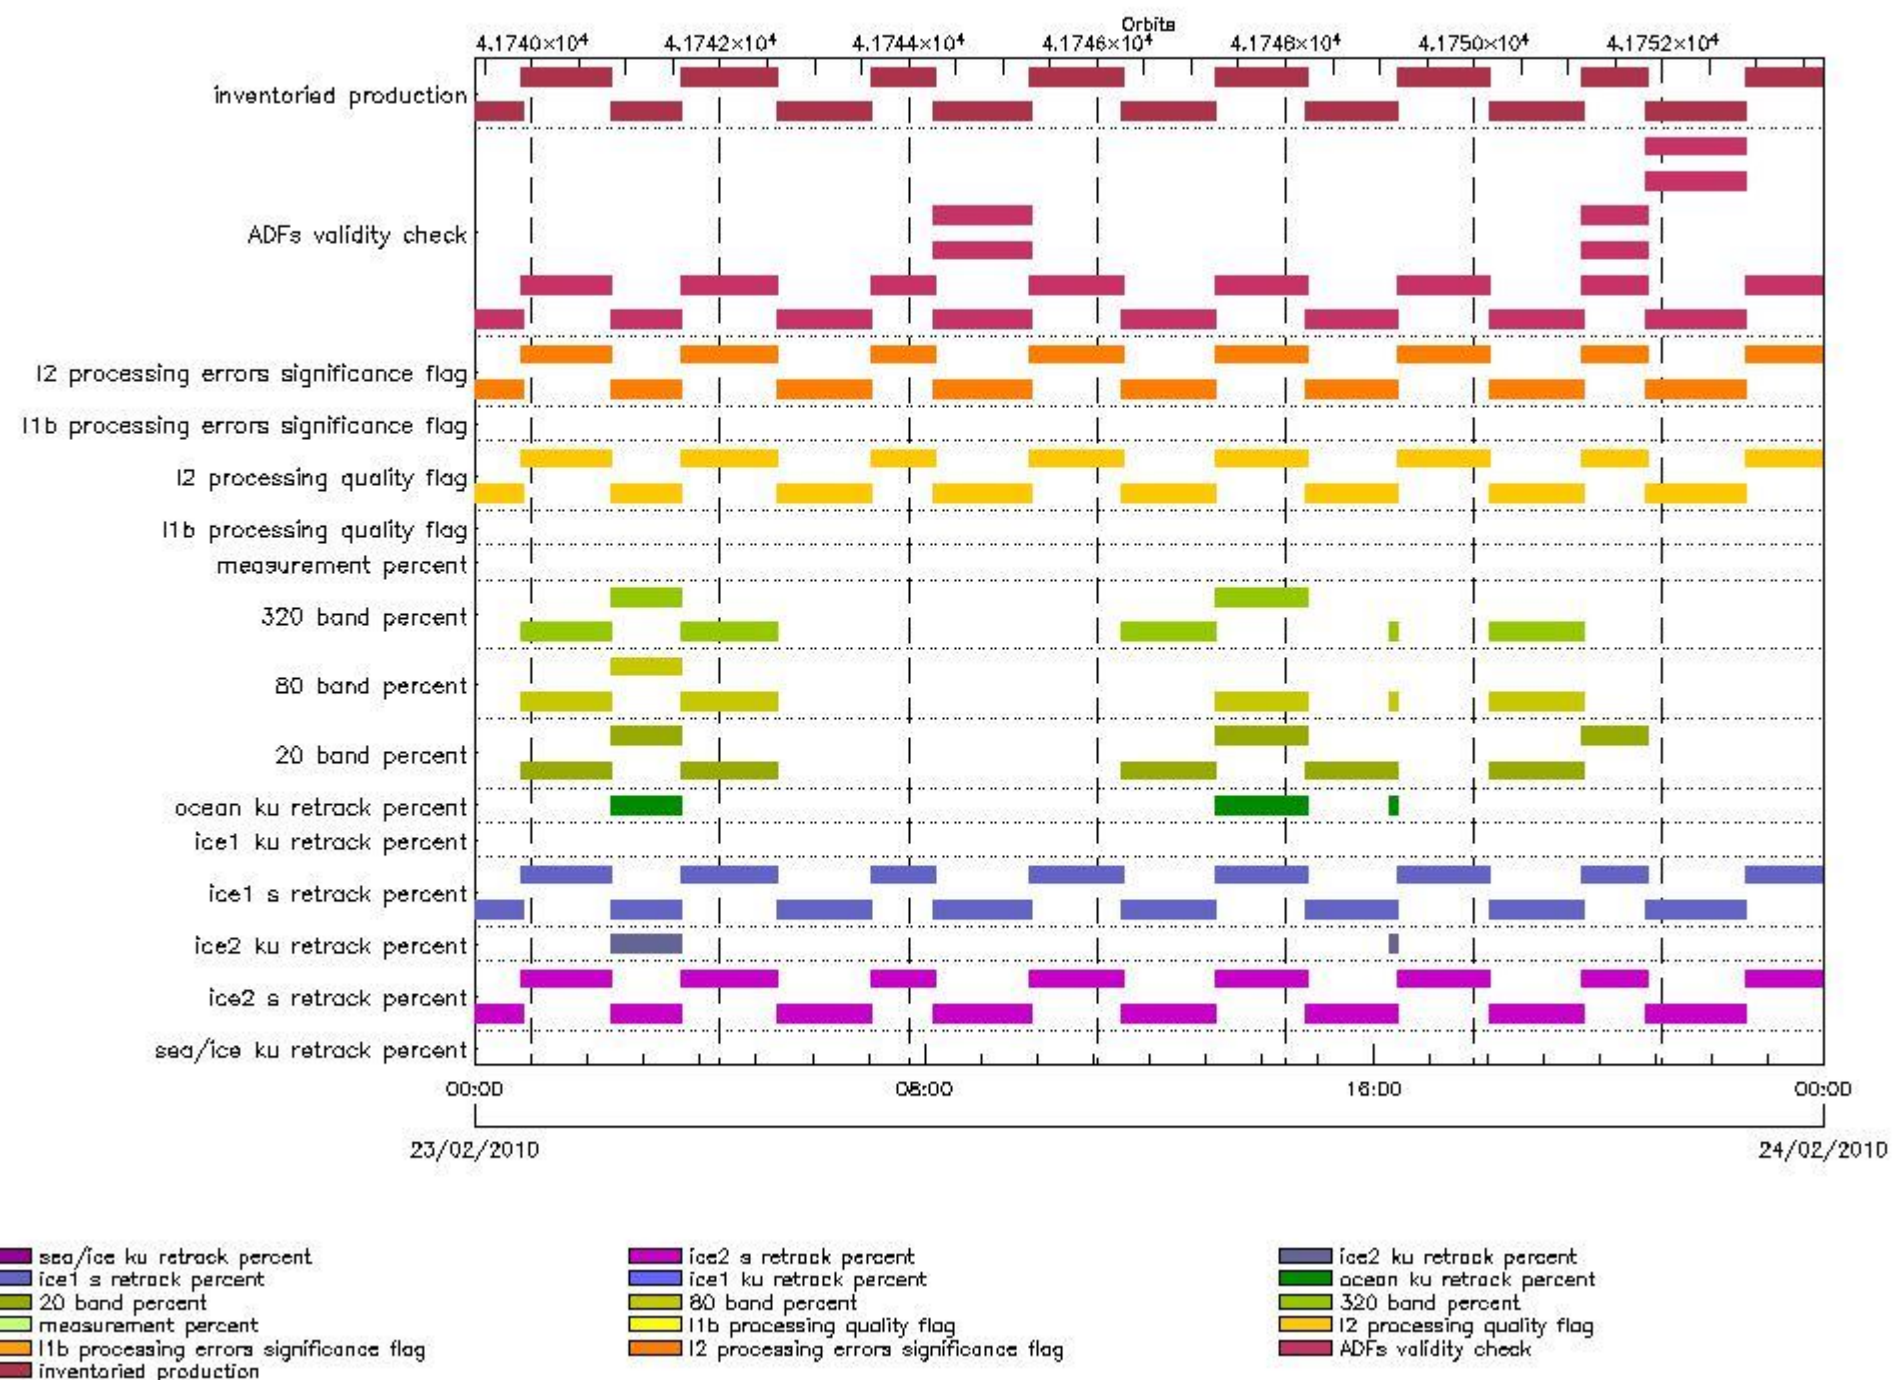 Orbits
4.1740×10⁴ 4.1742×10⁴ 4.1744×10⁴ 4.1746×10⁴ 4.1748×10⁴ 4.1750×10⁴ 4.1752×10⁴
inventoried production
ADFs validity check
l2 processing errors significance flag
l1b processing errors significance flag
l2 processing quality flag
l1b processing quality flag
measurement percent
320 band percent
80 band percent
20 band percent
ocean ku retrack percent
ice1 ku retrack percent
ice1 s retrack percent
ice2 ku retrack percent
ice2 s retrack percent
sea/ice ku retrack percent
00:00 08:00 16:00 00:00
23/02/2010 24/02/2010
sea/ice ku retrack percent ice2 s retrack percent ice2 ku retrack percent
ice1 s retrack percent ice1 ku retrack percent ocean ku retrack percent
20 band percent 80 band percent 320 band percent
measurement percent l1b processing quality flag l2 processing quality flag
l1b processing errors significance flag l2 processing errors significance flag ADFs validity check
inventoried production